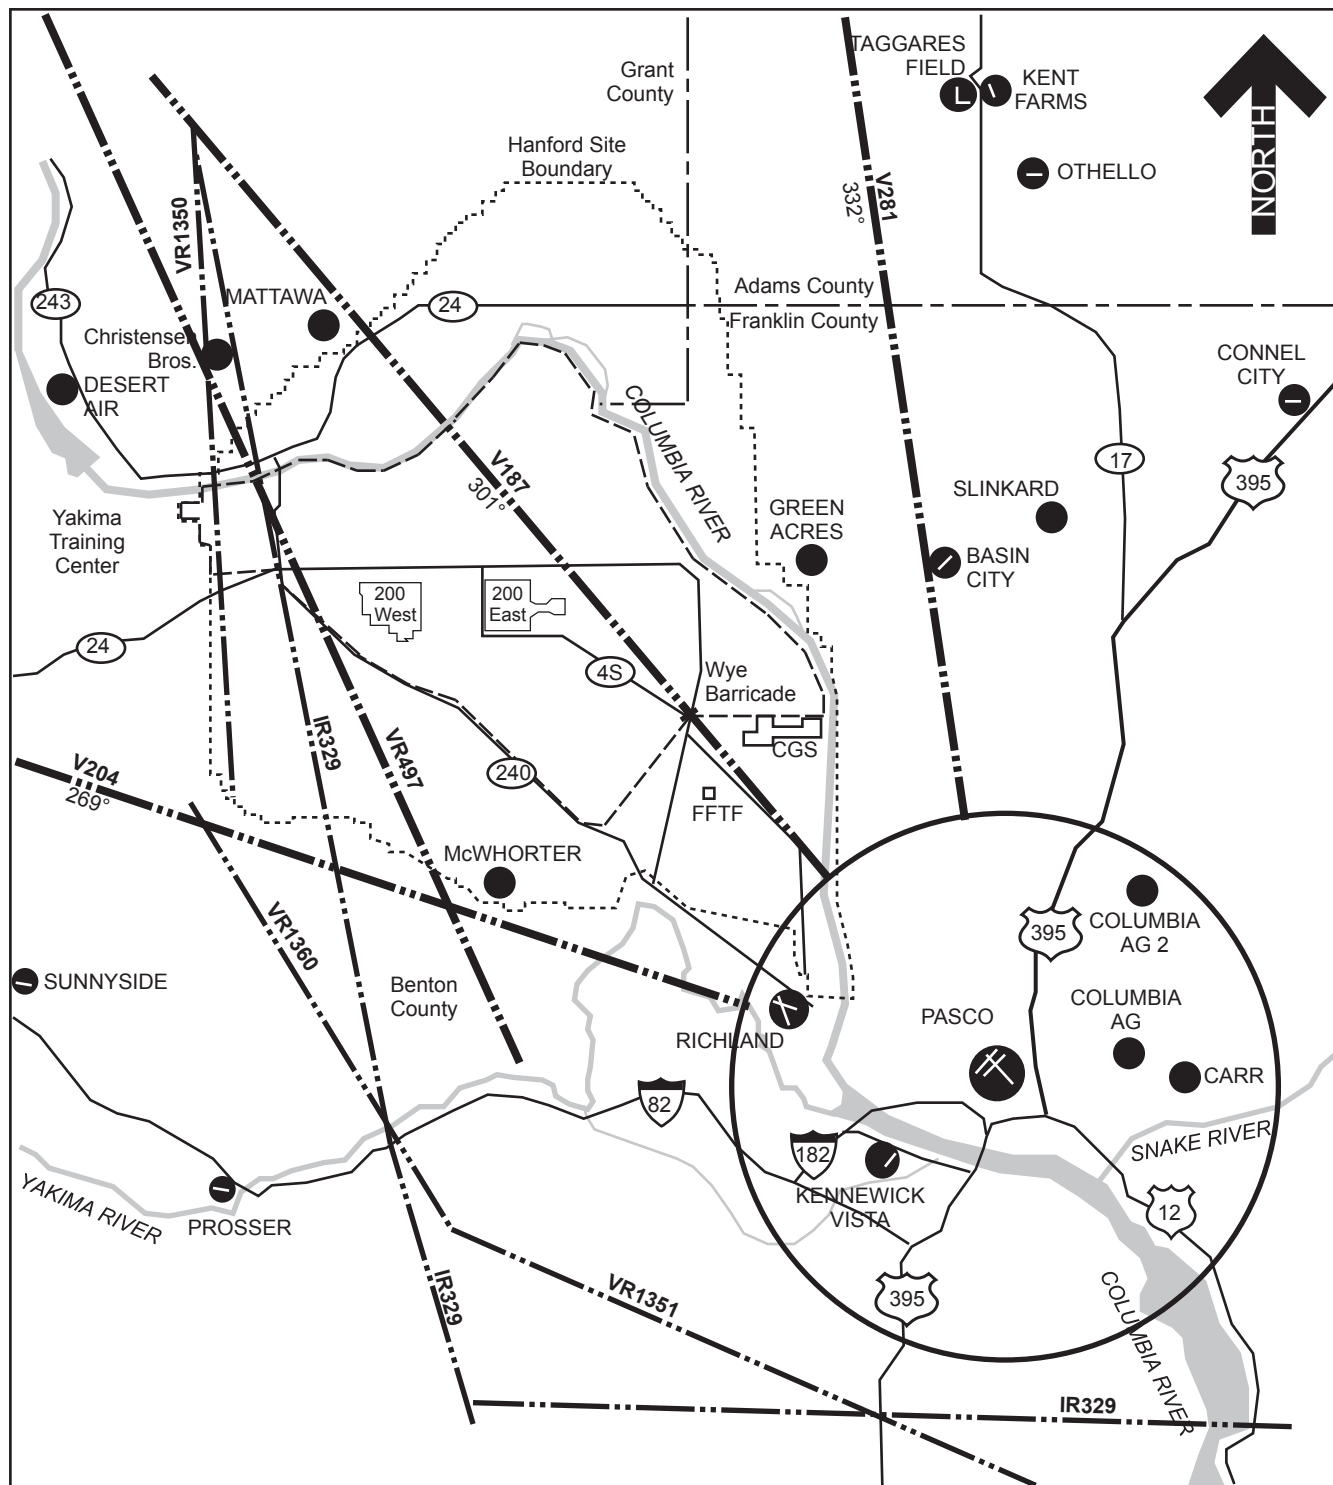 TAGGARES
FIELD
KENT
FARMS
Grant
County
NORTH
Hanford Site
Boundary
OTHELLO
V281
332°
VR1350
243
MATTAWA
24
Adams County
Franklin County
Christensen
Bros.
DESERT
AIR
CONNEL
CITY
COLUMBIA RIVER
V187
301°
17
395
SLINKARD
GREEN
ACRES
BASIN
CITY
Yakima
Training
Center
200
West
200
East
24
4S
Wye
Barricade
IR329
VR497
CGS
V204
269°
240
FFTF
McWHORTER
VR1360
395
COLUMBIA
AG 2
SUNNYSIDE
Benton
County
COLUMBIA
AG
PASCO
RICHLAND
CARR
82
182
SNAKE RIVER
YAKIMA RIVER
PROSSER
KENNEWICK
VISTA
12
IR329
VR1351
395
COLUMBIA RIVER
IR329